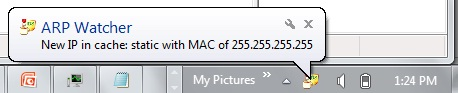 ARP Watcher
New IP in cache: static with MAC of 255.255.255.255
My Pictures »
1:24 PM